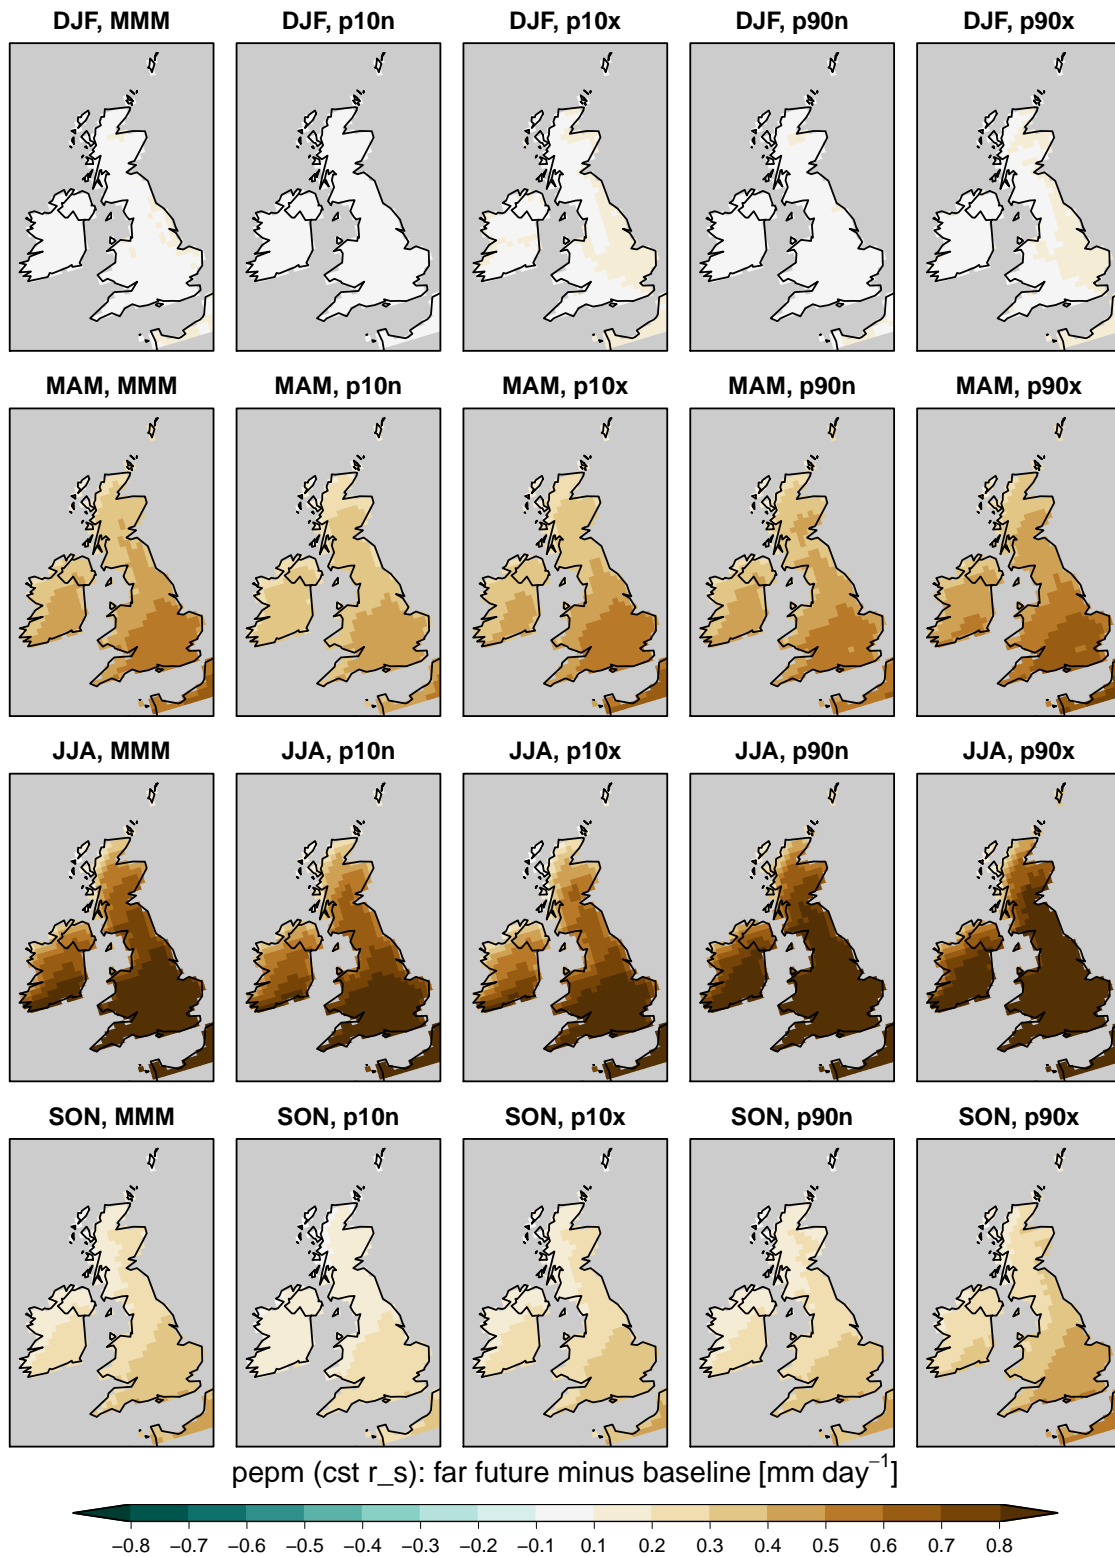 DJF, MMM DJF, p10n DJF, p10x DJF, p90n DJF, p90x
MAM, MMM MAM, p10n MAM, p10x MAM, p90n MAM, p90x
JJA, MMM JJA, p10n JJA, p10x JJA, p90n JJA, p90x
SON, MMM SON, p10n SON, p10x SON, p90n SON, p90x
pepm (cst r_s): far future minus baseline [mm day⁻¹]
−0.8 −0.7 −0.6 −0.5 −0.4 −0.3 −0.2 −0.1 0.1 0.2 0.3 0.4 0.5 0.6 0.7 0.8